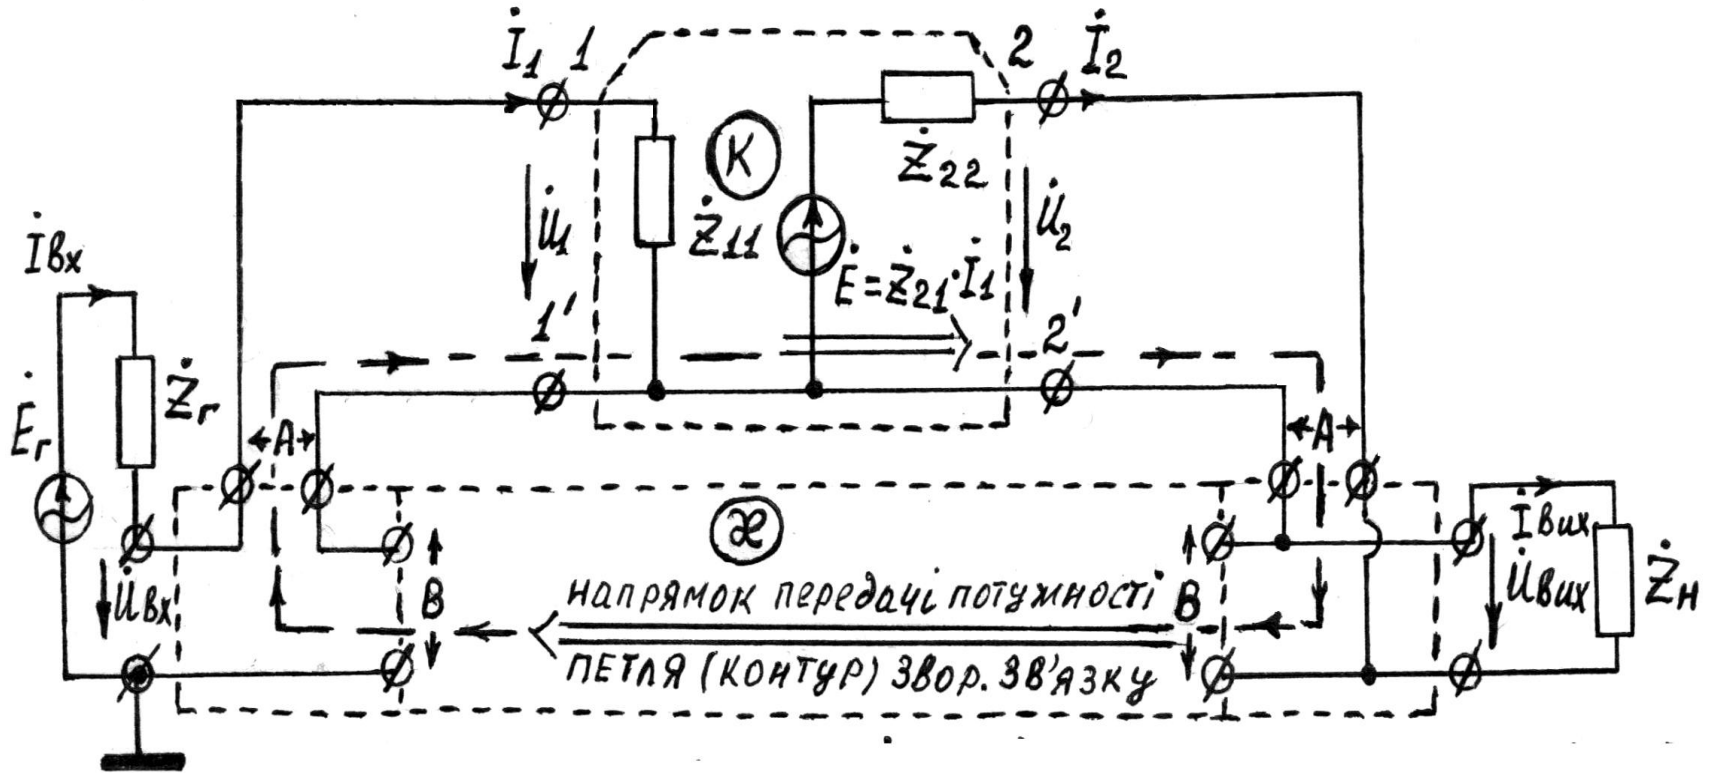 İ1 1
2 İ2
K
Ż22
U̇1
Ż11
U̇2
İвх
Ė=Ż21·İ1
1′
2′
Żг
Ėг
A
A
æ
İвих
U̇вх
B
напрямок передачі потужності
B
U̇вих
Żн
ПЕТЛЯ (КОНТУР) ЗВОР. ЗВ'ЯЗКУ